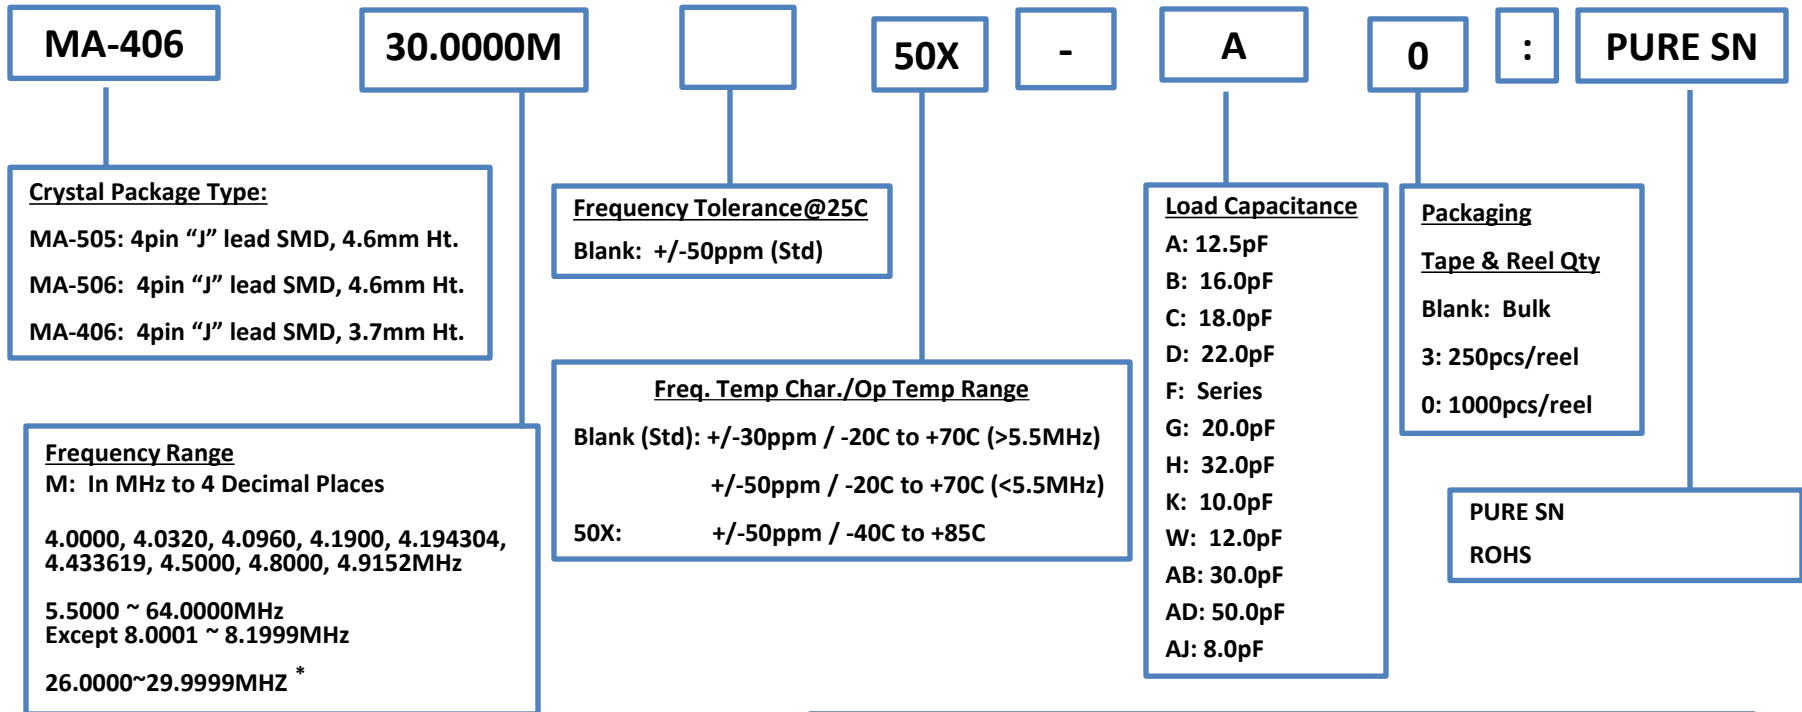 MA-406 30.0000M 50X - A 0 : PURE SN
Crystal Package Type:
MA-505: 4pin “J” lead SMD, 4.6mm Ht.
MA-506: 4pin “J” lead SMD, 4.6mm Ht.
MA-406: 4pin “J” lead SMD, 3.7mm Ht.
Frequency Range
M: In MHz to 4 Decimal Places
4.0000, 4.0320, 4.0960, 4.1900, 4.194304,
4.433619, 4.5000, 4.8000, 4.9152MHz
5.5000 ~ 64.0000MHz
Except 8.0001 ~ 8.1999MHz
26.0000~29.9999MHZ *
Frequency Tolerance@25C
Blank: +/-50ppm (Std)
Freq. Temp Char./Op Temp Range
Blank (Std): +/-30ppm / -20C to +70C (>5.5MHz)
+/-50ppm / -20C to +70C (<5.5MHz)
50X: +/-50ppm / -40C to +85C
Load Capacitance
A: 12.5pF
B: 16.0pF
C: 18.0pF
D: 22.0pF
F: Series
G: 20.0pF
H: 32.0pF
K: 10.0pF
W: 12.0pF
AB: 30.0pF
AD: 50.0pF
AJ: 8.0pF
Packaging
Tape & Reel Qty
Blank: Bulk
3: 250pcs/reel
0: 1000pcs/reel
PURE SN
ROHS